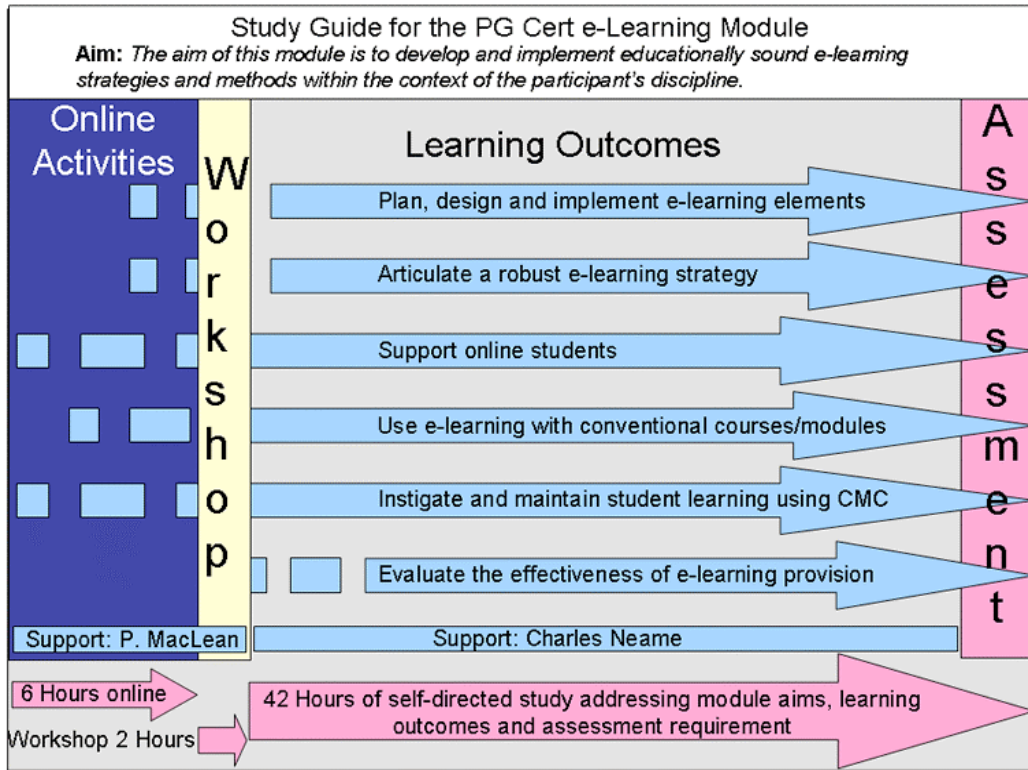 Study Guide for the PG Cert e-Learning Module
Aim: The aim of this module is to develop and implement educationally sound e-learning
strategies and methods within the context of the participant's discipline.
Online
Activities
Workshop
Learning Outcomes
Assessment
Plan, design and implement e-learning elements
Articulate a robust e-learning strategy
Support online students
Use e-learning with conventional courses/modules
Instigate and maintain student learning using CMC
Evaluate the effectiveness of e-learning provision
Support: P. MacLean
Support: Charles Neame
6 Hours online
Workshop 2 Hours
42 Hours of self-directed study addressing module aims, learning
outcomes and assessment requirement